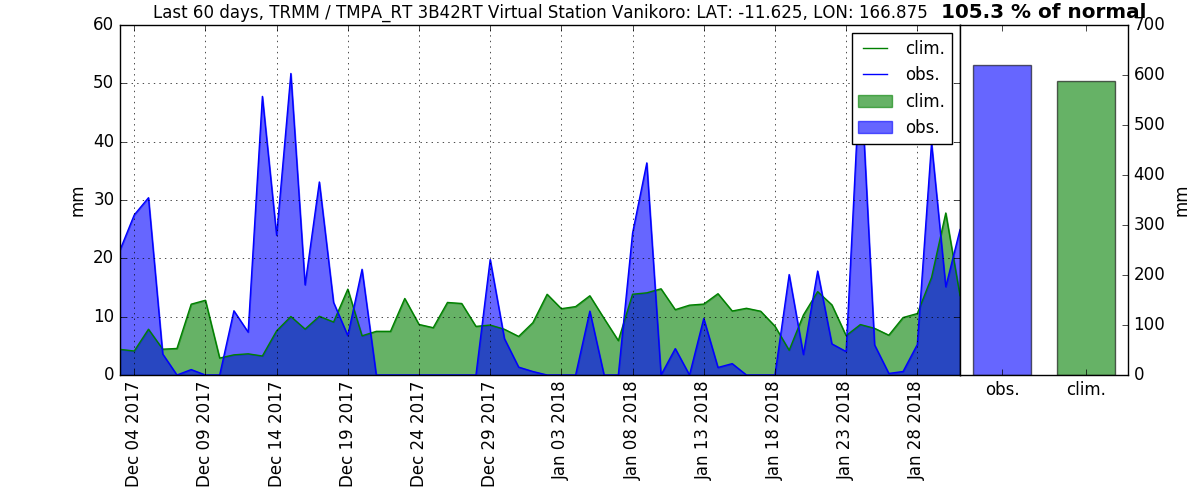 Last 60 days, TRMM / TMPA_RT 3B42RT Virtual Station Vanikoro: LAT: -11.625, LON: 166.875 105.3 % of normal
60
50
40
30
20
10
0
mm
clim.
obs.
clim.
obs.
700
600
500
400
300
200
100
0
mm
obs.
clim.
Dec 04 2017
Dec 09 2017
Dec 14 2017
Dec 19 2017
Dec 24 2017
Dec 29 2017
Jan 03 2018
Jan 08 2018
Jan 13 2018
Jan 18 2018
Jan 23 2018
Jan 28 2018